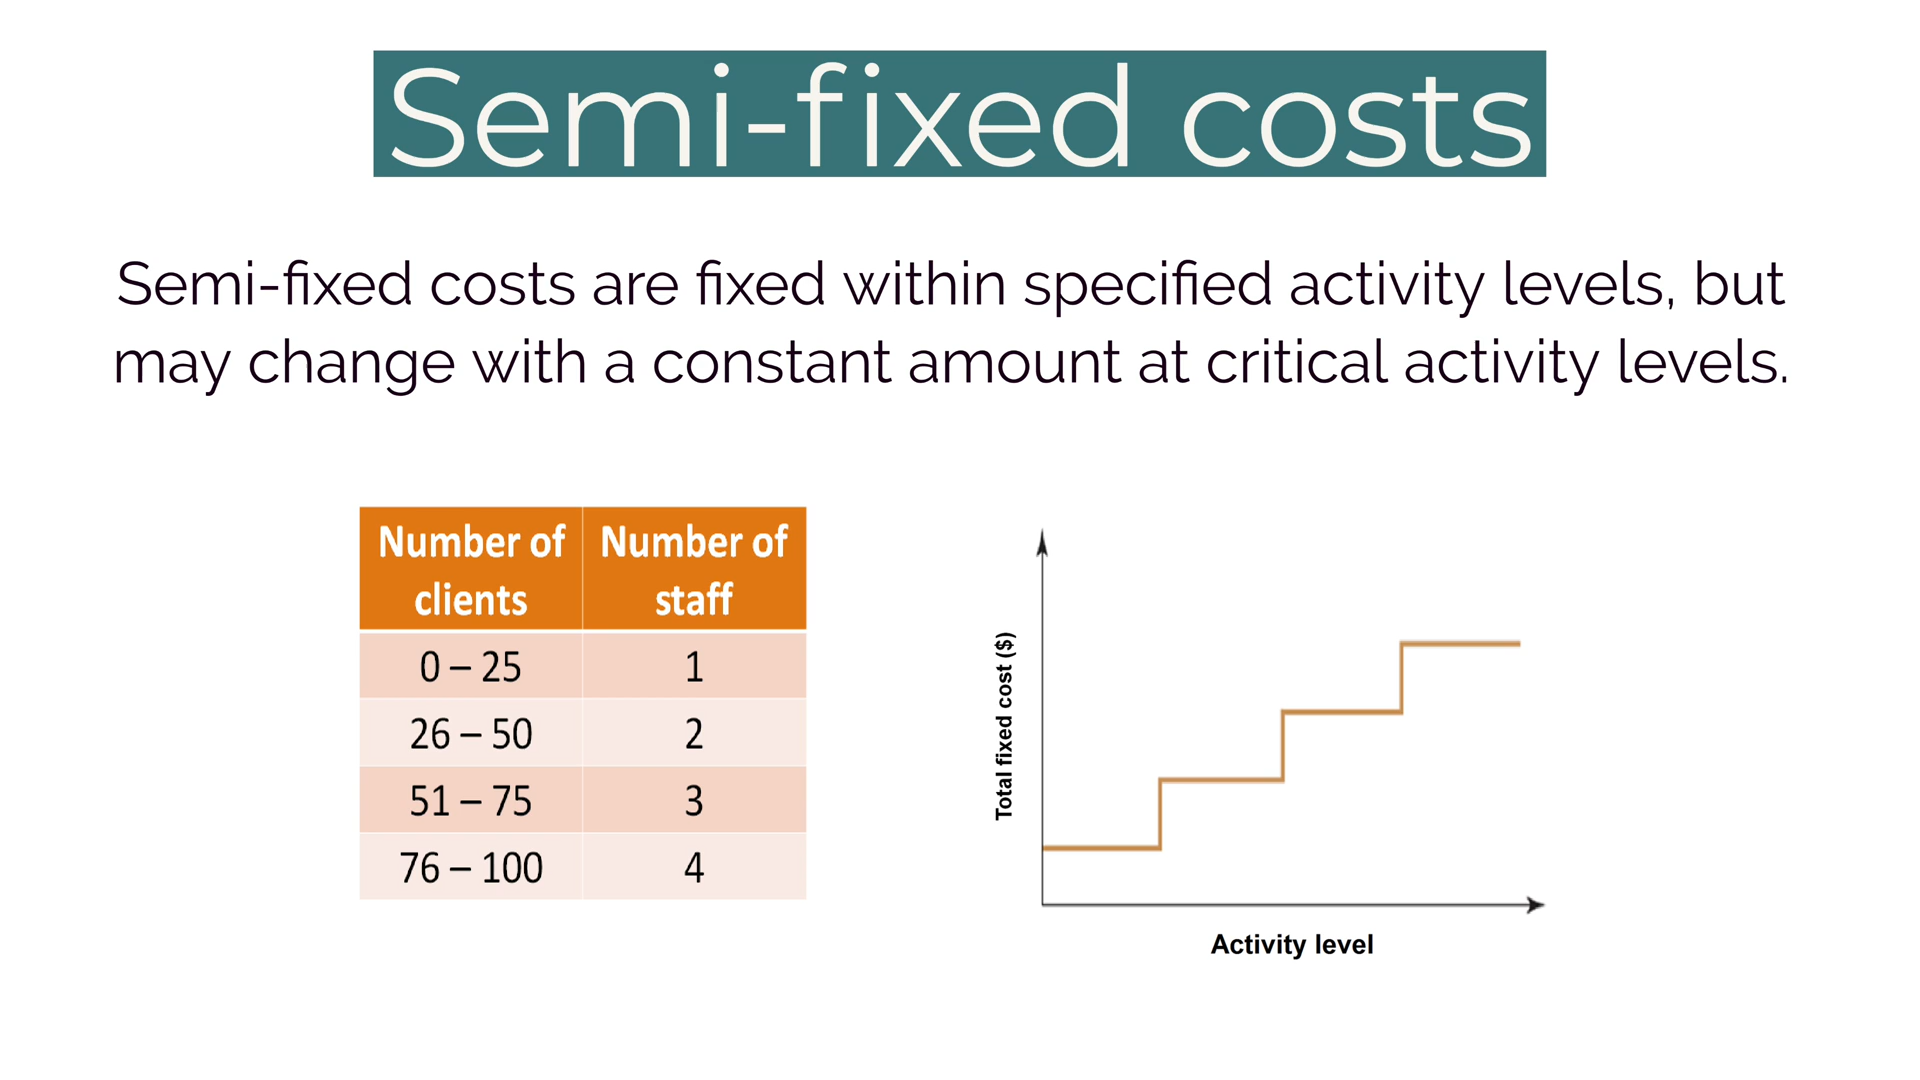 Semi-fixed costs
Semi-fixed costs are fixed within specified activity levels, but
may change with a constant amount at critical activity levels.
Number of clients Number of staff
0 – 25 1
26 – 50 2
51 – 75 3
76 – 100 4
Total fixed cost ($)
Activity level